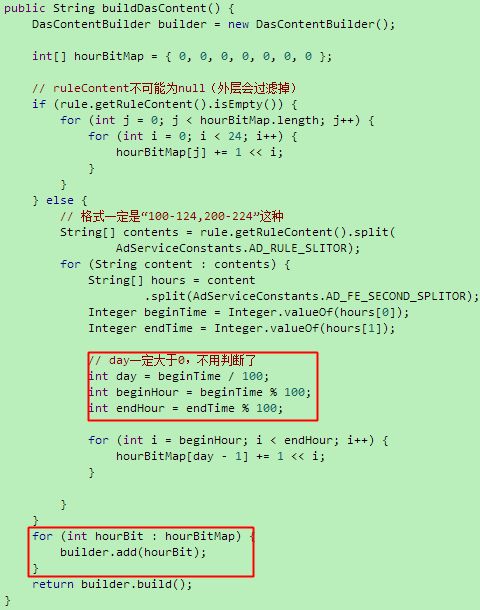 public String buildDasContent() {
    DasContentBuilder builder = new DasContentBuilder();
    int[] hourBitMap = { 0, 0, 0, 0, 0, 0, 0 };
    // ruleContent不可能为null（外层会过滤掉）
    if (rule.getRuleContent().isEmpty()) {
        for (int j = 0; j < hourBitMap.length; j++) {
            for (int i = 0; i < 24; i++) {
                hourBitMap[j] += 1 << i;
            }
        }
    } else {
        // 格式一定是“100-124,200-224”这种
        String[] contents = rule.getRuleContent().split(
                AdServiceConstants.AD_RULE_SLITOR);
        for (String content : contents) {
            String[] hours = content
                    .split(AdServiceConstants.AD_FE_SECOND_SPLITOR);
            Integer beginTime = Integer.valueOf(hours[0]);
            Integer endTime = Integer.valueOf(hours[1]);
            // day一定大于0，不用判断了
            int day = beginTime / 100;
            int beginHour = beginTime % 100;
            int endHour = endTime % 100;
            for (int i = beginHour; i < endHour; i++) {
                hourBitMap[day - 1] += 1 << i;
            }
        }
    }
    for (int hourBit : hourBitMap) {
        builder.add(hourBit);
    }
    return builder.build();
}